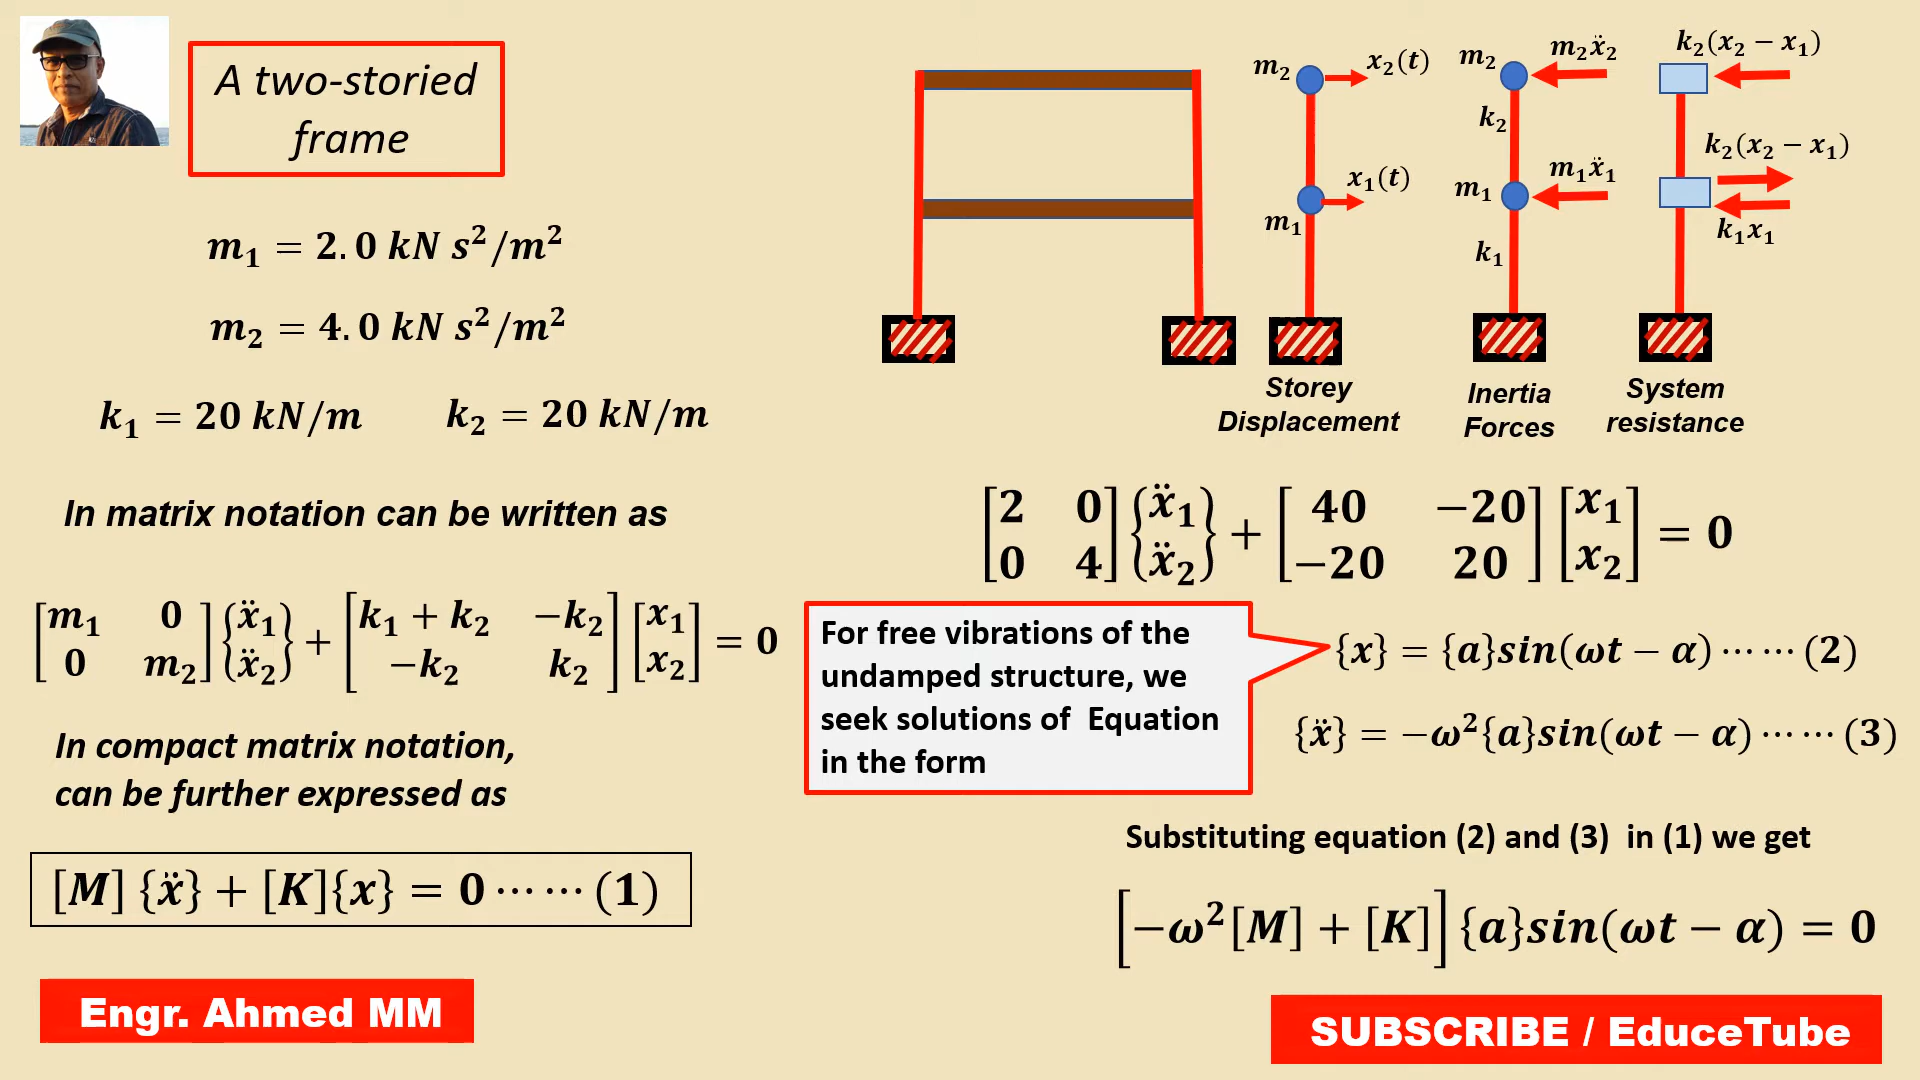 A two-storied
frame
m₁ = 2.0 kN s²/m²
m₂ = 4.0 kN s²/m²
k₁ = 20 kN/m k₂ = 20 kN/m
In matrix notation can be written as
[m₁ 0; 0 m₂]{ẍ₁; ẍ₂} + [k₁ + k₂ −k₂; −k₂ k₂][x₁; x₂] = 0
In compact matrix notation,
can be further expressed as
[M] {ẍ} + [K]{x} = 0 ⋯⋯ (1)
Engr. Ahmed MM
m₂ x₂(t)
x₁(t)
m₁
Storey
Displacement
m₂ m₂ẍ₂
k₂
m₁ m₁ẍ₁
k₁
Inertia
Forces
k₂(x₂ − x₁)
k₂(x₂ − x₁)
k₁x₁
System
resistance
[2 0; 0 4]{ẍ₁; ẍ₂} + [40 −20; −20 20][x₁; x₂] = 0
For free vibrations of the
undamped structure, we
seek solutions of Equation
in the form
{x} = {a}sin(ωt − α) ⋯⋯ (2)
{ẍ} = −ω²{a}sin(ωt − α) ⋯⋯ (3)
Substituting equation (2) and (3) in (1) we get
[−ω²[M] + [K]]{a}sin(ωt − α) = 0
SUBSCRIBE / EduceTube